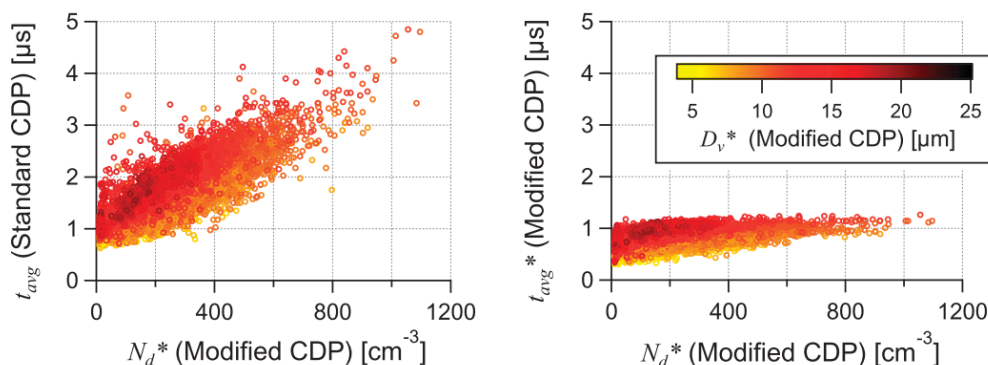 5
4
3
2
1
0
t_avg (Standard CDP) [µs]
0 400 800 1200
N_d* (Modified CDP) [cm⁻³]
5
4
3
2
1
0
t_avg* (Modified CDP) [µs]
5 10 15 20 25
D_v* (Modified CDP) [µm]
0 400 800 1200
N_d* (Modified CDP) [cm⁻³]